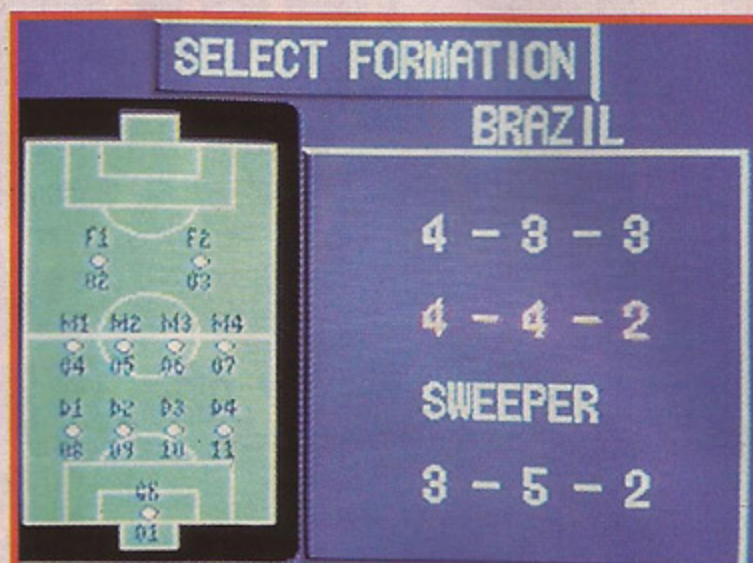 SELECT FORMATION
BRAZIL
F1 F2
02 03
M1 M2 M3 M4
04 05 06 07
D1 D2 D3 D4
08 09 10 11
GK
01
4 - 3 - 3
4 - 4 - 2
SWEEPER
3 - 5 - 2